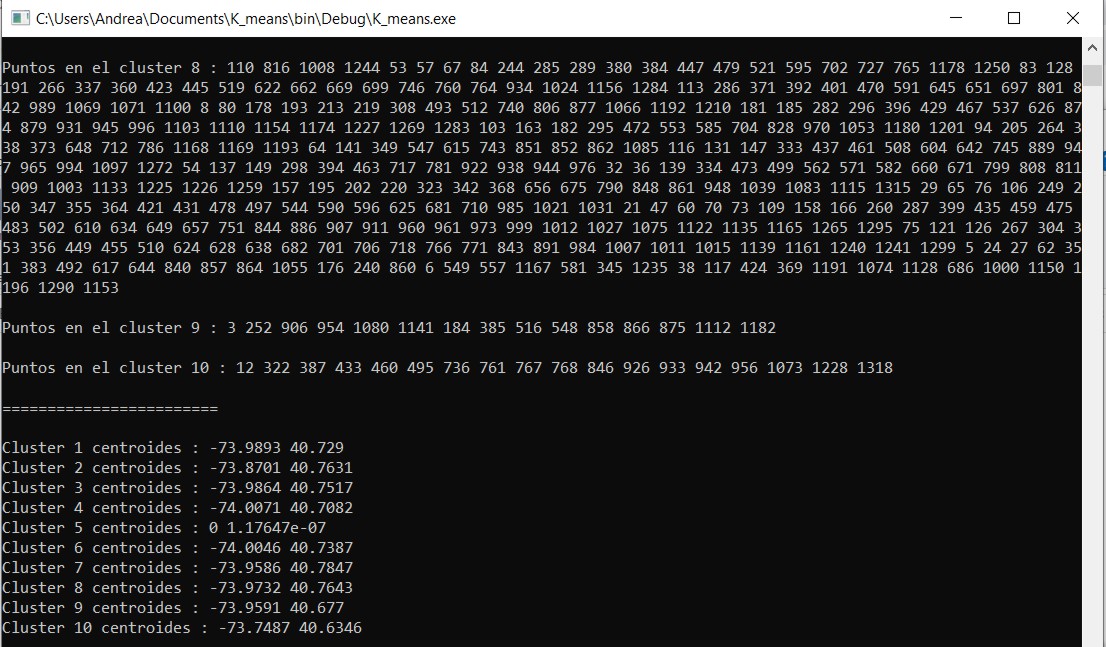 C:\Users\Andrea\Documents\K_means\bin\Debug\K_means.exe
Puntos en el cluster 8 : 110 816 1008 1244 53 57 67 84 244 285 289 380 384 447 479 521 595 702 727 765 1178 1250 83 128
191 266 337 360 423 445 519 622 662 669 699 746 760 764 934 1024 1156 1284 113 286 371 392 401 470 591 645 651 697 801 8
42 989 1069 1071 1100 8 80 178 193 213 219 308 493 512 740 806 877 1066 1192 1210 181 185 282 296 396 429 467 537 626 87
4 879 931 945 996 1103 1110 1154 1174 1227 1269 1283 103 163 182 295 472 553 585 704 828 970 1053 1180 1201 94 205 264 3
38 373 648 712 786 1168 1169 1193 64 141 349 547 615 743 851 852 862 1085 116 131 147 333 437 461 508 604 642 745 889 94
7 965 994 1097 1272 54 137 149 298 394 463 717 781 922 938 944 976 32 36 139 334 473 499 562 571 582 660 671 799 808 811
909 1003 1133 1225 1226 1259 157 195 202 220 323 342 368 656 675 790 848 861 948 1039 1083 1115 1315 29 65 76 106 249 2
50 347 355 364 421 431 478 497 544 590 596 625 681 710 985 1021 1031 21 47 60 70 73 109 158 166 260 287 399 435 459 475
483 502 610 634 649 657 751 844 886 907 911 960 961 973 999 1012 1027 1075 1122 1135 1165 1265 1295 75 121 126 267 304 3
53 356 449 455 510 624 628 638 682 701 706 718 766 771 843 891 984 1007 1011 1015 1139 1161 1240 1241 1299 5 24 27 62 35
1 383 492 617 644 840 857 864 1055 176 240 860 6 549 557 1167 581 345 1235 38 117 424 369 1191 1074 1128 686 1000 1150 1
196 1290 1153
Puntos en el cluster 9 : 3 252 906 954 1080 1141 184 385 516 548 858 866 875 1112 1182
Puntos en el cluster 10 : 12 322 387 433 460 495 736 761 767 768 846 926 933 942 956 1073 1228 1318
========================
Cluster 1 centroides : -73.9893 40.729
Cluster 2 centroides : -73.8701 40.7631
Cluster 3 centroides : -73.9864 40.7517
Cluster 4 centroides : -74.0071 40.7082
Cluster 5 centroides : 0 1.17647e-07
Cluster 6 centroides : -74.0046 40.7387
Cluster 7 centroides : -73.9586 40.7847
Cluster 8 centroides : -73.9732 40.7643
Cluster 9 centroides : -73.9591 40.677
Cluster 10 centroides : -73.7487 40.6346